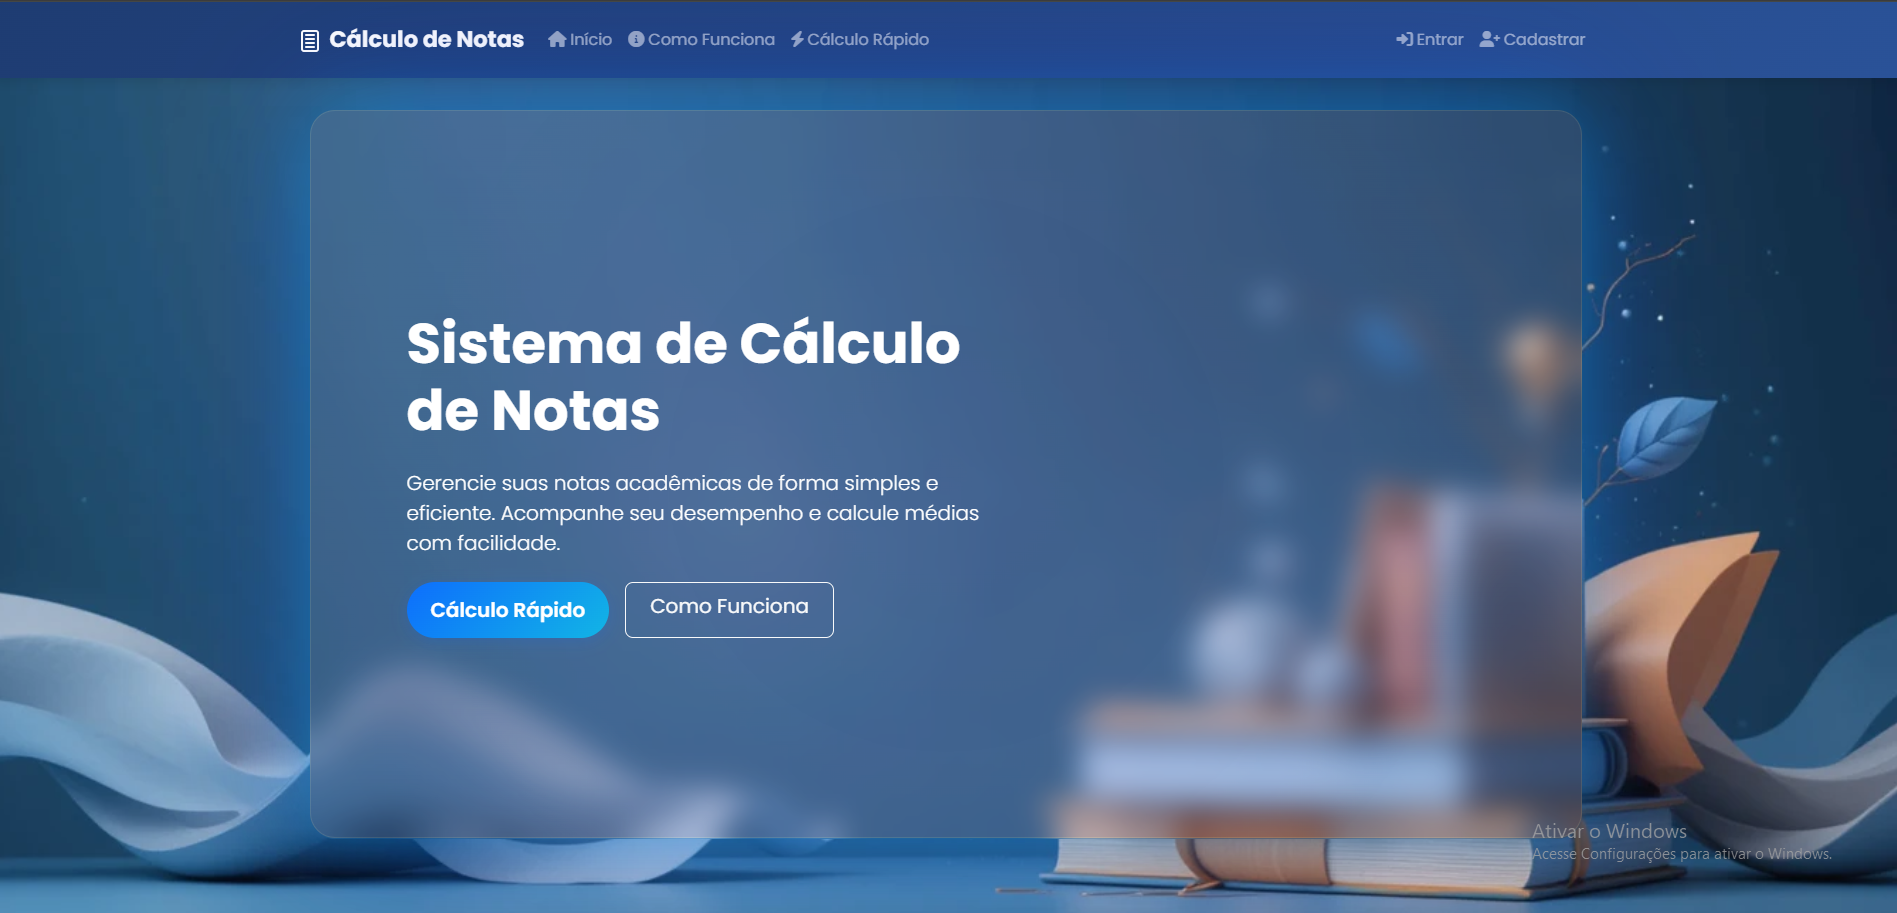 Cálculo de Notas
Início
Como Funciona
Cálculo Rápido
Entrar
Cadastrar
Sistema de Cálculo
de Notas
Gerencie suas notas acadêmicas de forma simples e
eficiente. Acompanhe seu desempenho e calcule médias
com facilidade.
Cálculo Rápido
Como Funciona
Ativar o Windows
Acesse Configurações para ativar o Windows.